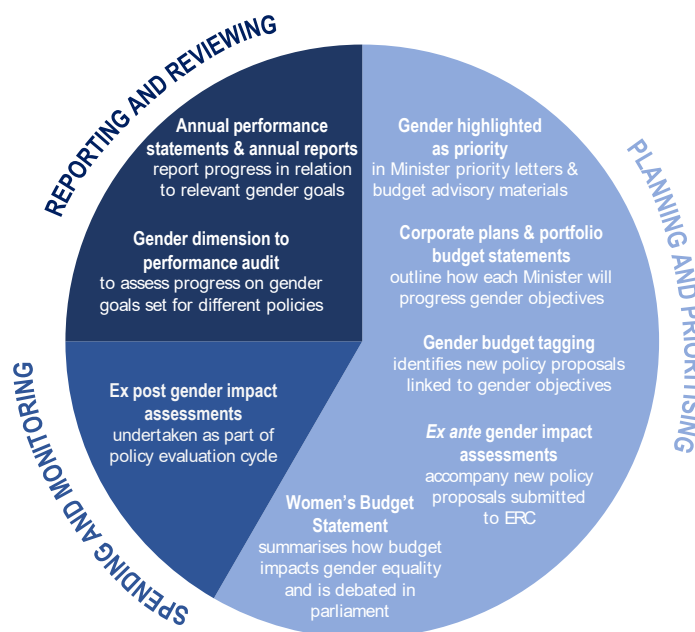 REPORTING AND REVIEWING
Annual performance
statements & annual reports
report progress in relation
to relevant gender goals
Gender dimension to
performance audit
to assess progress on gender
goals set for different policies
PLANNING AND PRIORITISING
Gender highlighted
as priority
in Minister priority letters &
budget advisory materials
Corporate plans & portfolio
budget statements
outline how each Minister will
progress gender objectives
Gender budget tagging
identifies new policy proposals
linked to gender objectives
Ex ante gender impact
assessments
accompany new policy
proposals submitted
to ERC
Women's Budget
Statement
summarises how budget
impacts gender equality
and is debated in
parliament
SPENDING AND MONITORING
Ex post gender impact
assessments
undertaken as part of
policy evaluation cycle